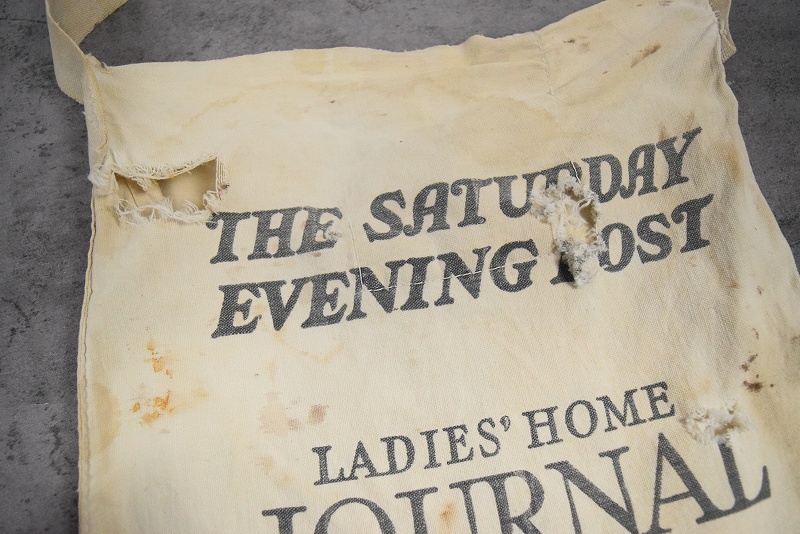 THE SATURDAY
EVENING POST
LADIES' HOME
JOURNAL